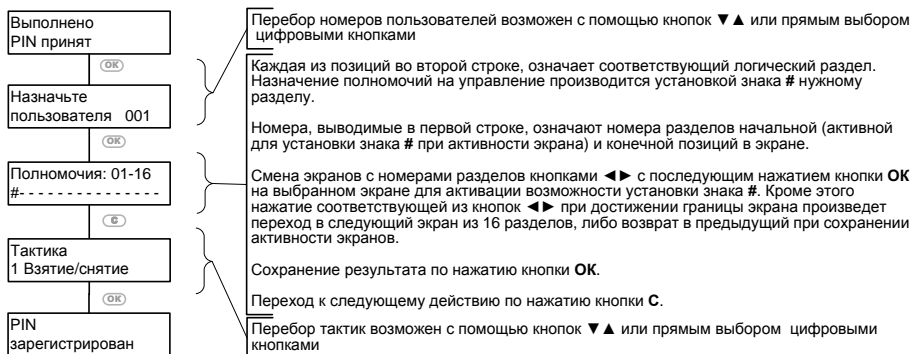 Выполнено
PIN принят
OK
Назначьте
пользователя 001
OK
Полномочия: 01-16
#- - - - - - - - - - - - - - -
C
Тактика
1 Взятие/снятие
OK
PIN
зарегистрирован
Перебор номеров пользователей возможен с помощью кнопок ▼▲ или прямым выбором
цифровыми кнопками
Каждая из позиций во второй строке, означает соответствующий логический раздел.
Назначение полномочий на управление производится установкой знака # нужному
разделу.
Номера, выводимые в первой строке, означают номера разделов начальной (активной
для установки знака # при активности экрана) и конечной позиций в экране.
Смена экранов с номерами разделов кнопками ◄► с последующим нажатием кнопки OK
на выбранном экране для активации возможности установки знака #. Кроме этого
нажатие соответствующей из кнопок ◄► при достижении границы экрана произведет
переход в следующий экран из 16 разделов, либо возврат в предыдущий при сохранении
активности экранов.
Сохранение результата по нажатию кнопки ОК.
Переход к следующему действию по нажатию кнопки С.
Перебор тактик возможен с помощью кнопок ▼▲ или прямым выбором цифровыми
кнопками